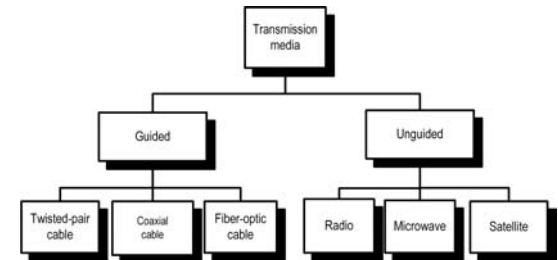 Transmission
media
Guided
Unguided
Twisted-pair
cable
Coaxial
cable
Fiber-optic
cable
Radio
Microwave
Satellite